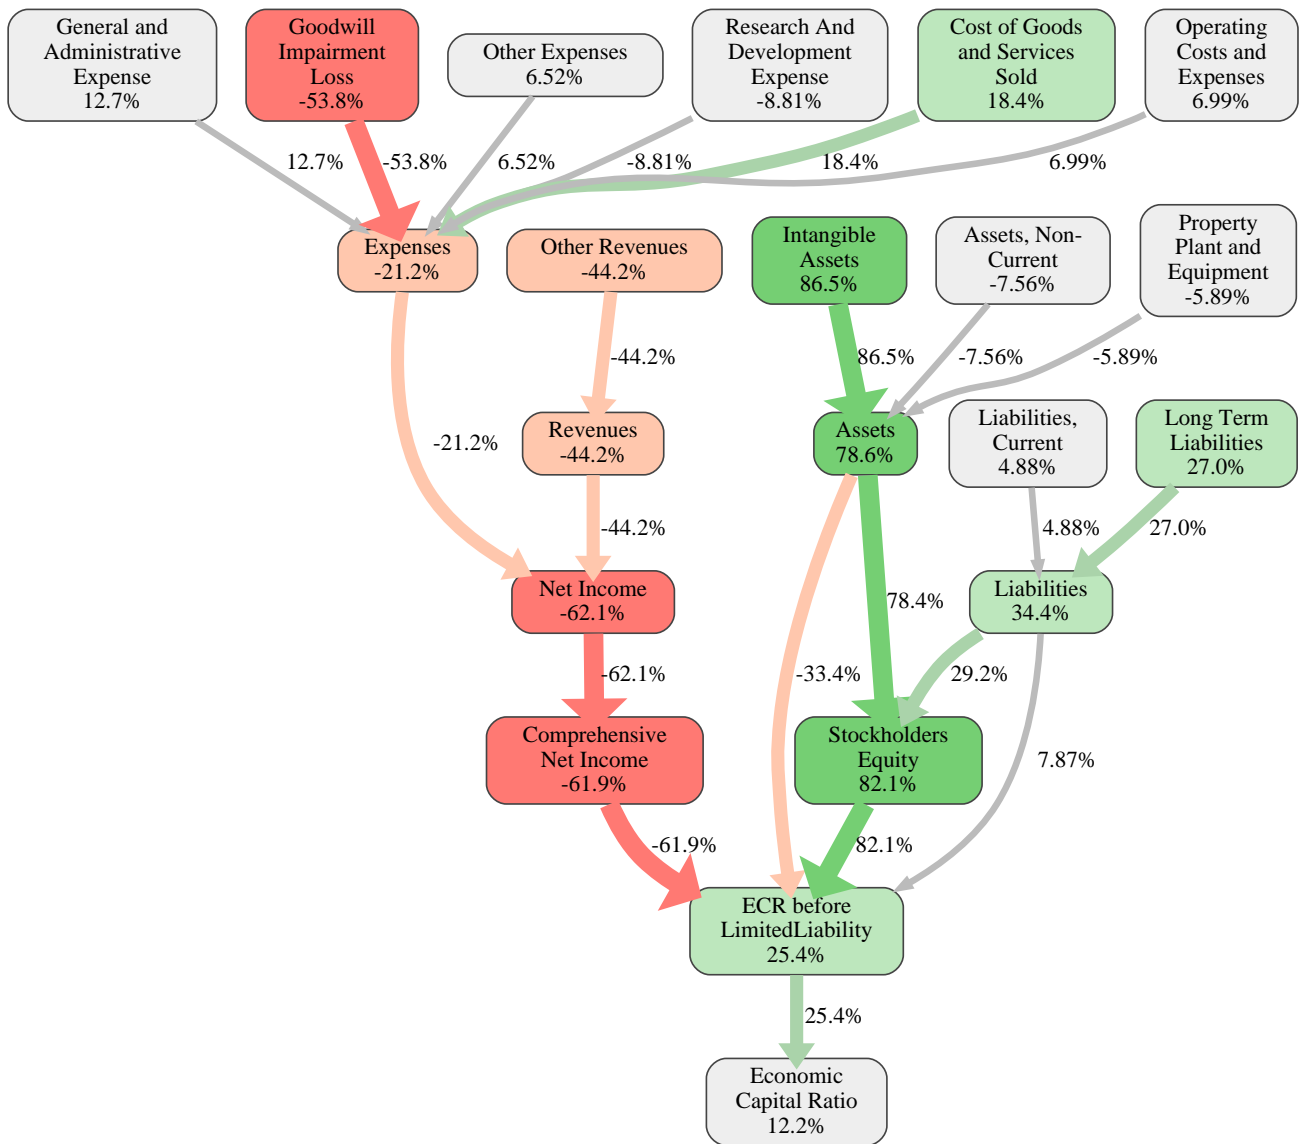 General and
Administrative
Expense
12.7%
Goodwill
Impairment
Loss
-53.8%
Other Expenses
6.52%
Research And
Development
Expense
-8.81%
Cost of Goods
and Services
Sold
18.4%
Operating
Costs and
Expenses
6.99%
12.7%
-53.8%
6.52%
-8.81%
18.4%
6.99%
Expenses
-21.2%
Other Revenues
-44.2%
Intangible
Assets
86.5%
Assets, Non-
Current
-7.56%
Property
Plant and
Equipment
-5.89%
-44.2%
86.5%
-7.56%
-5.89%
-21.2%
Revenues
-44.2%
Assets
78.6%
Liabilities,
Current
4.88%
Long Term
Liabilities
27.0%
-44.2%
4.88%
27.0%
Net Income
-62.1%
78.4%
Liabilities
34.4%
-62.1%
-33.4%
29.2%
Comprehensive
Net Income
-61.9%
Stockholders
Equity
82.1%
7.87%
-61.9%
82.1%
ECR before
LimitedLiability
25.4%
25.4%
Economic
Capital Ratio
12.2%